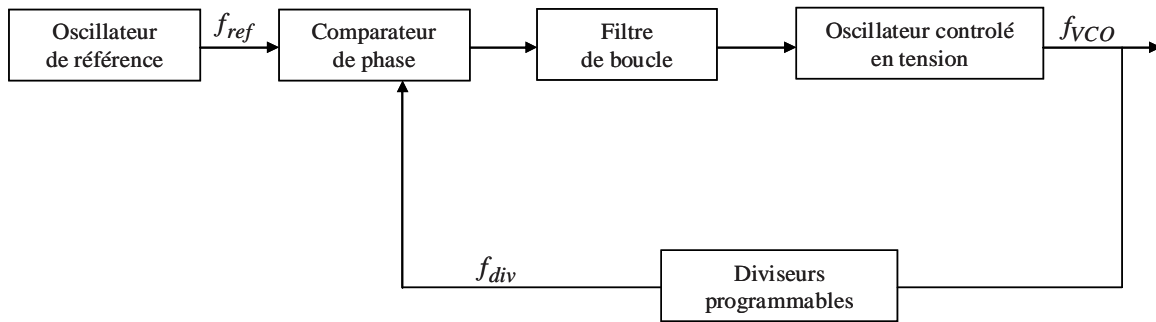 Oscillateur
de référence
f_ref
Comparateur
de phase
Filtre
de boucle
Oscillateur controlé
en tension
f_VCO
f_div
Diviseurs
programmables